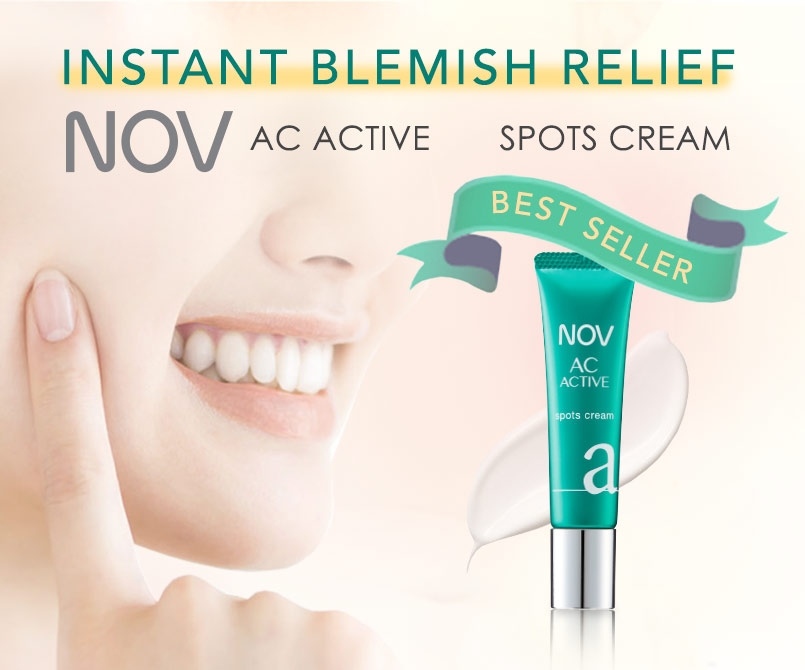 INSTANT BLEMISH RELIEF
NOV AC ACTIVE SPOTS CREAM
BEST SELLER
NOV
AC
ACTIVE
spots cream
a